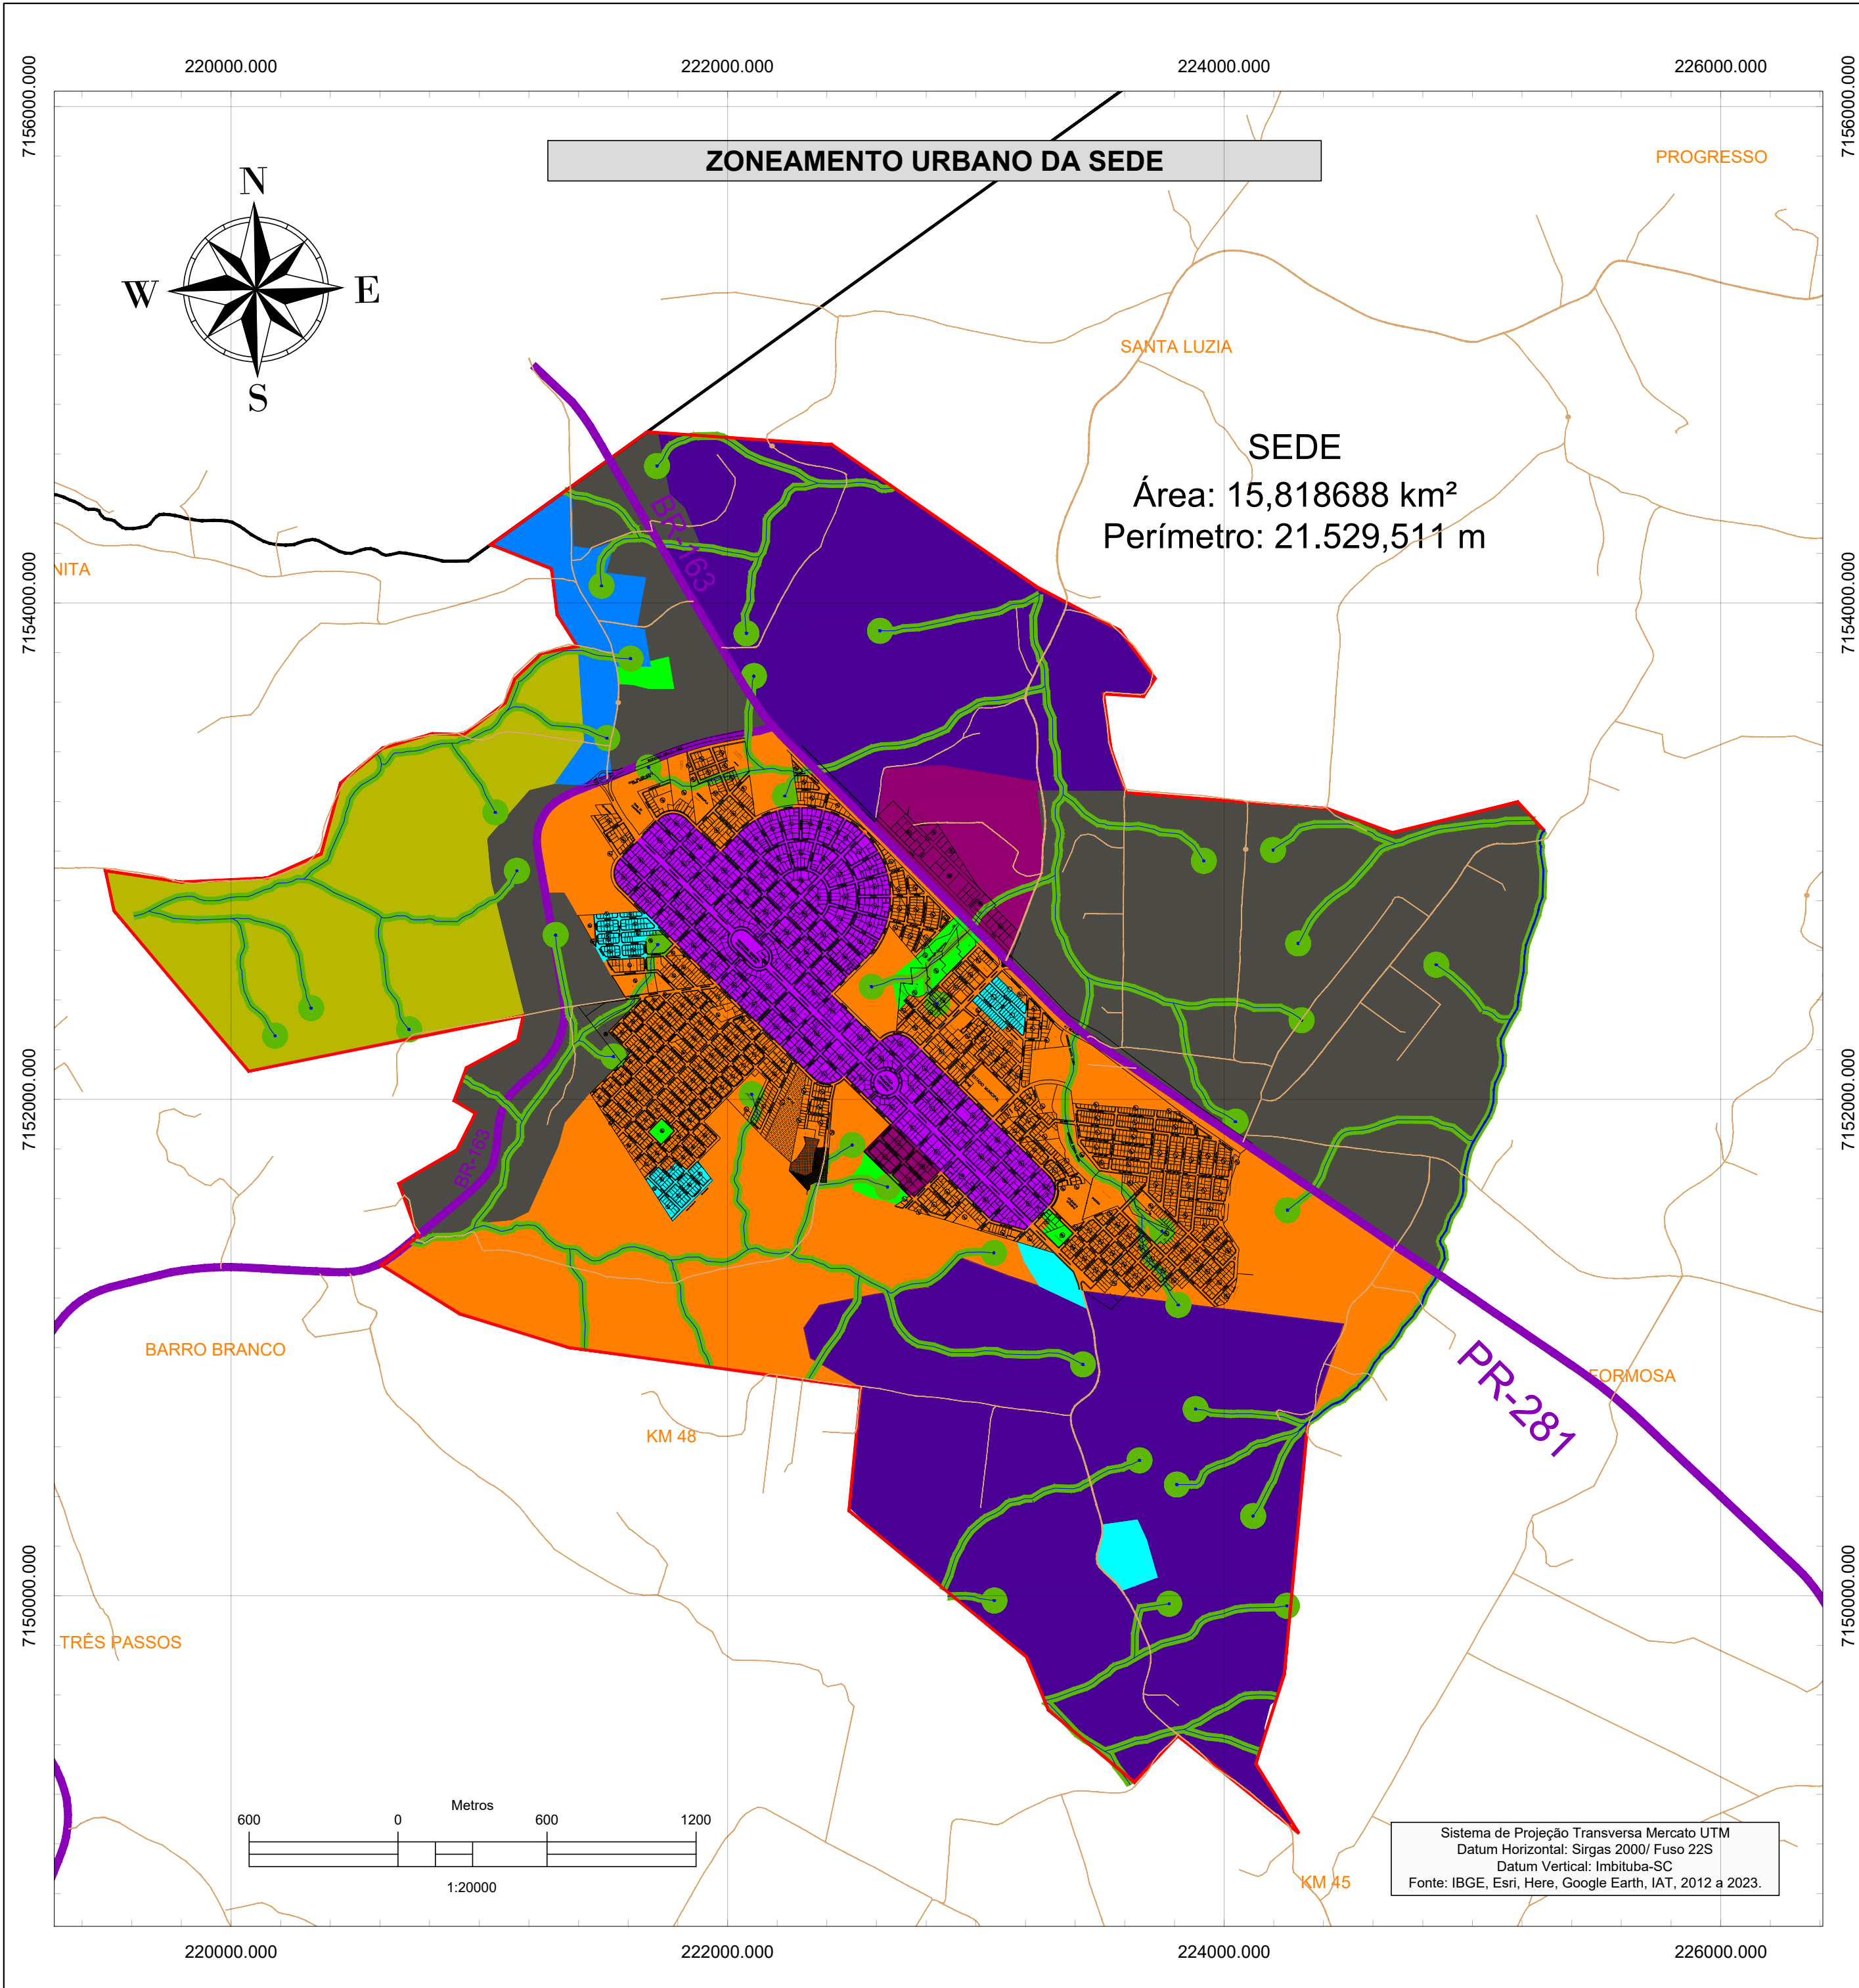 220000.000
222000.000
224000.000
226000.000
7156000.000
7156000.000
ZONEAMENTO URBANO DA SEDE
PROGRESSO
N
W
E
S
SANTA LUZIA
SEDE
Área: 15,818688 km²
Perímetro: 21.529,511 m
BR-163
NITA
7154000.000
7154000.000
7152000.000
7152000.000
BR-163
BARRO BRANCO
PR-281
FORMOSA
KM 48
7150000.000
7150000.000
TRÊS PASSOS
Metros
600
0
600
1200
1:20000
KM 45
Sistema de Projeção Transversa Mercato UTM
Datum Horizontal: Sirgas 2000/ Fuso 22S
Datum Vertical: Imbituba-SC
Fonte: IBGE, Esri, Here, Google Earth, IAT, 2012 a 2023.
220000.000
222000.000
224000.000
226000.000